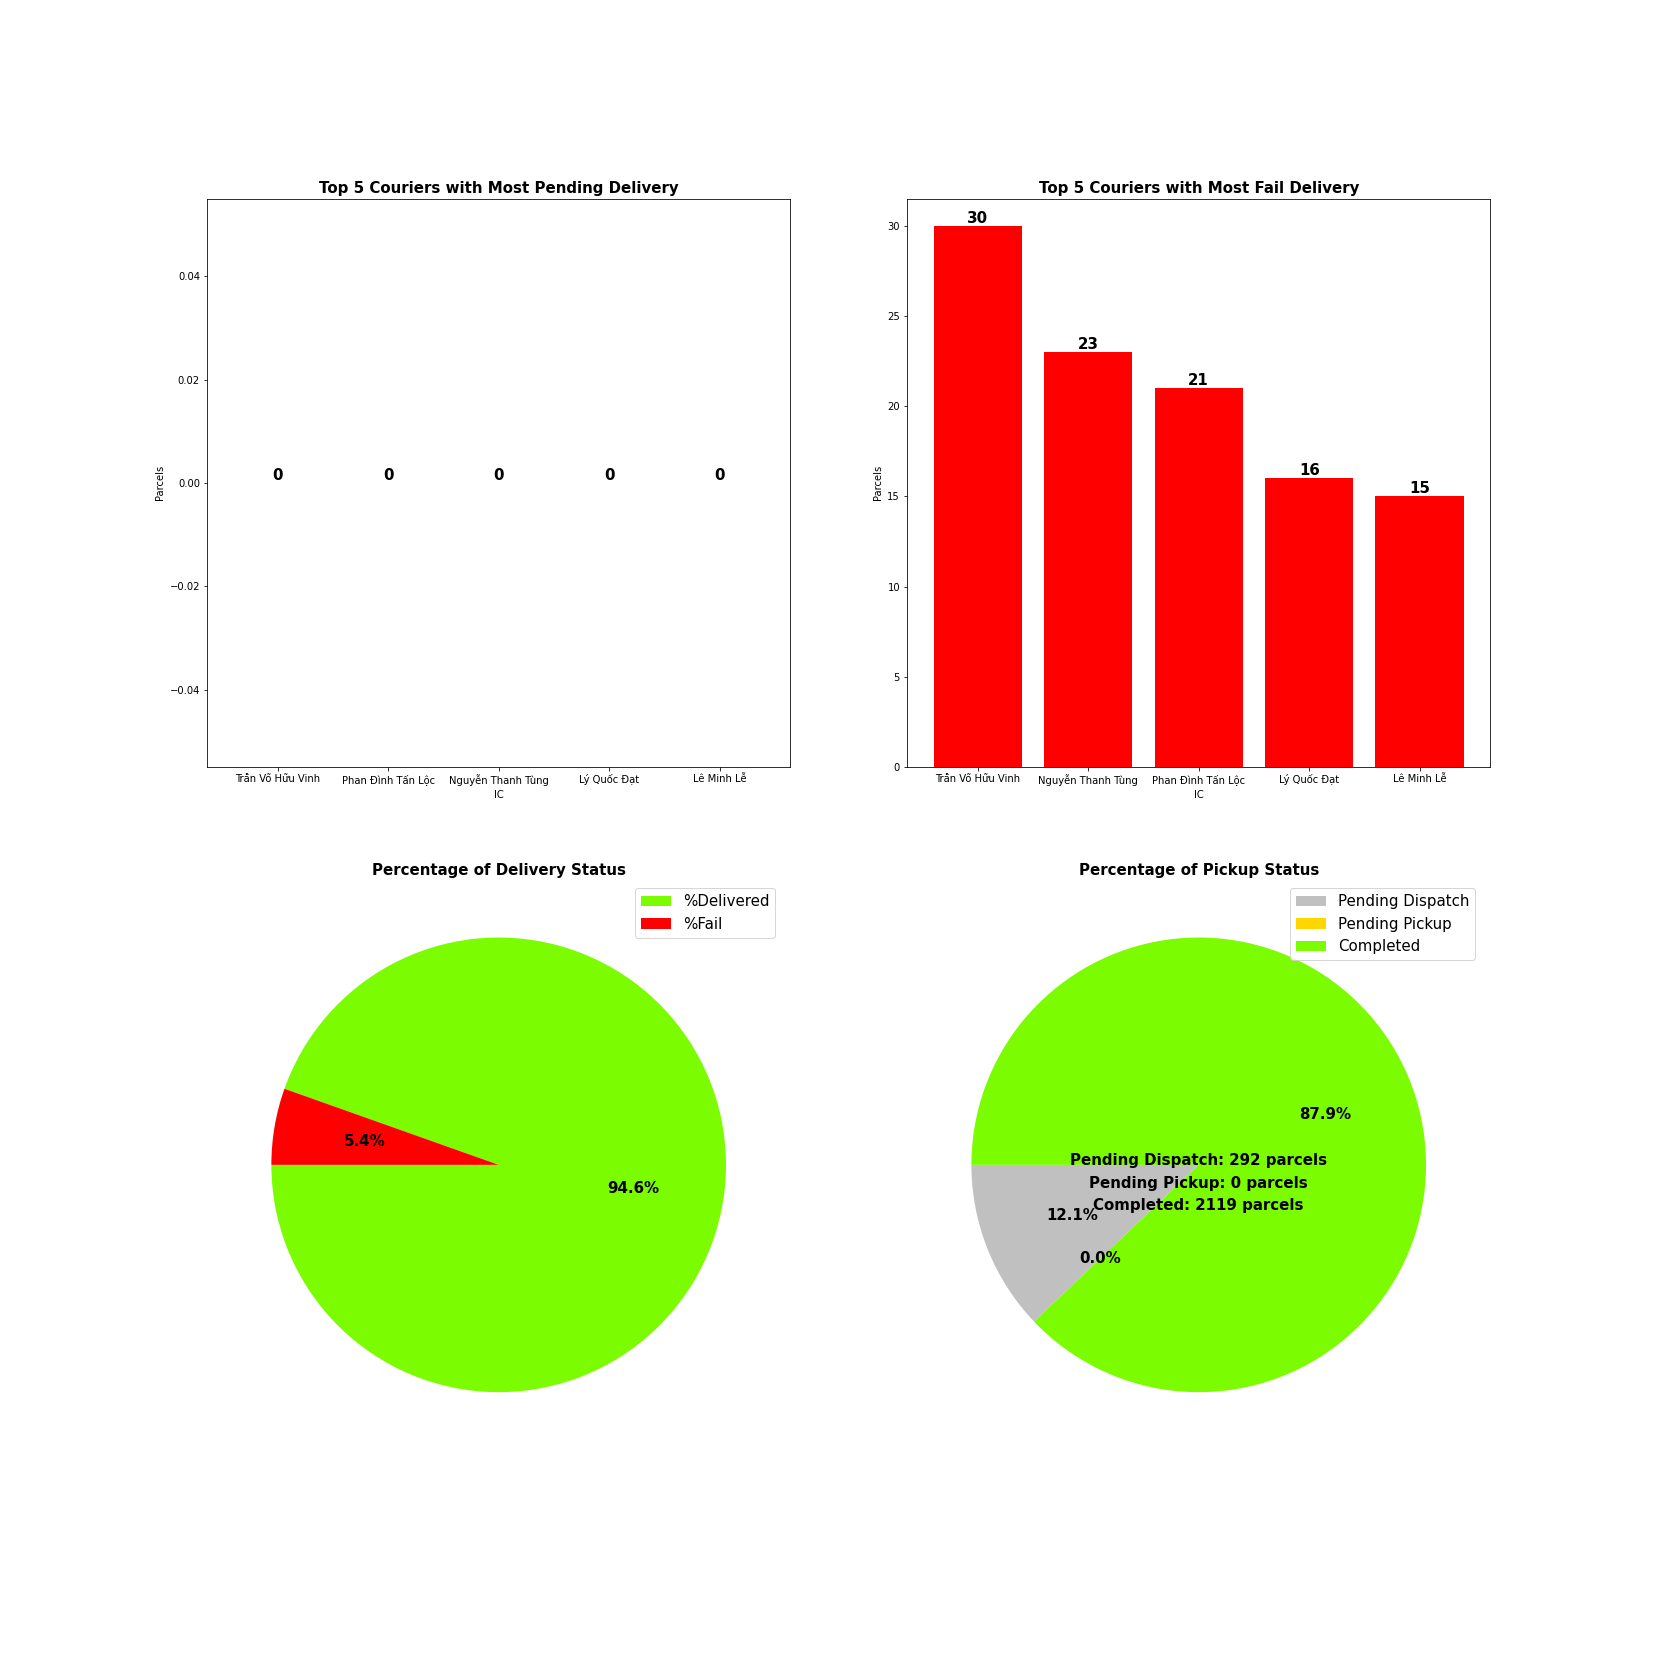 Top 5 Couriers with Most Pending Delivery
0.04
0.02
0.00
−0.02
−0.04
Parcels
0 0 0 0 0
Trần Võ Hữu Vinh Phan Đình Tấn Lộc Nguyễn Thanh Tùng Lý Quốc Đạt Lê Minh Lễ
IC
Top 5 Couriers with Most Fail Delivery
30
25
20
15
10
5
0
Parcels
30
23
21
16
15
Trần Võ Hữu Vinh Nguyễn Thanh Tùng Phan Đình Tấn Lộc Lý Quốc Đạt Lê Minh Lễ
IC
Percentage of Delivery Status
%Delivered
%Fail
5.4%
94.6%
Percentage of Pickup Status
Pending Dispatch
Pending Pickup
Completed
87.9%
Pending Dispatch: 292 parcels
Pending Pickup: 0 parcels
Completed: 2119 parcels
12.1%
0.0%